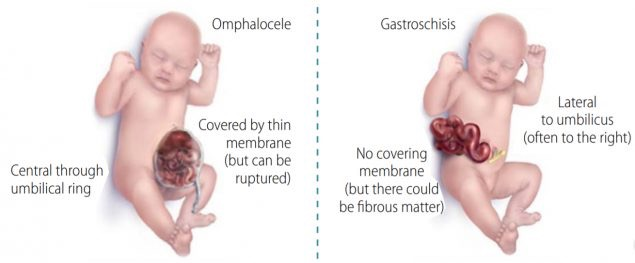 Omphalocele
Covered by thin
membrane
(but can be
ruptured)
Central through
umbilical ring
Gastroschisis
Lateral
to umbilicus
(often to the right)
No covering
membrane
(but there could
be fibrous matter)